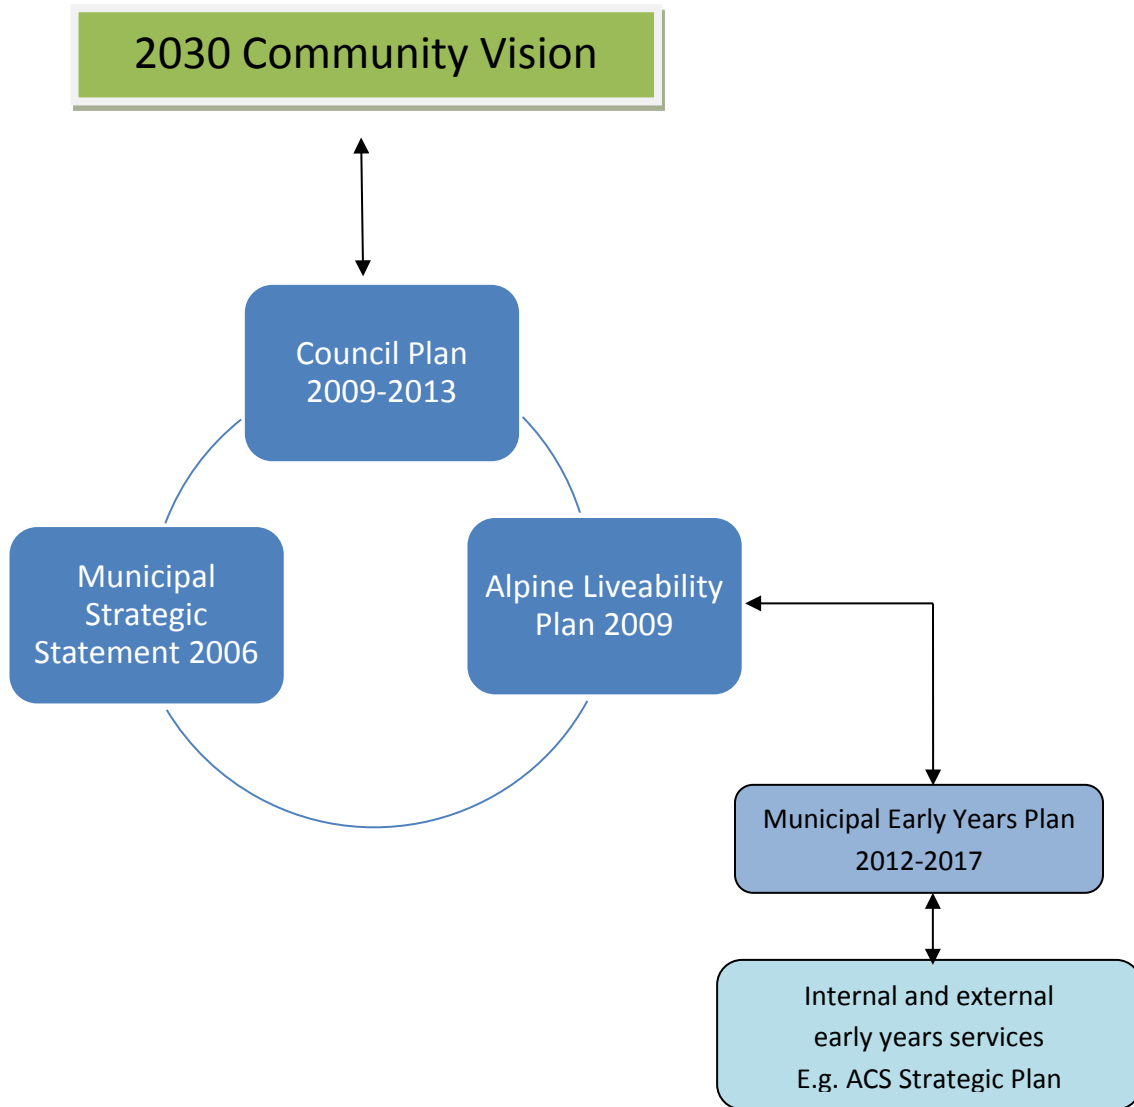 2030 Community Vision
Council Plan
2009-2013
Municipal
Strategic
Statement 2006
Alpine Liveability
Plan 2009
Municipal Early Years Plan
2012-2017
Internal and external
early years services
E.g. ACS Strategic Plan